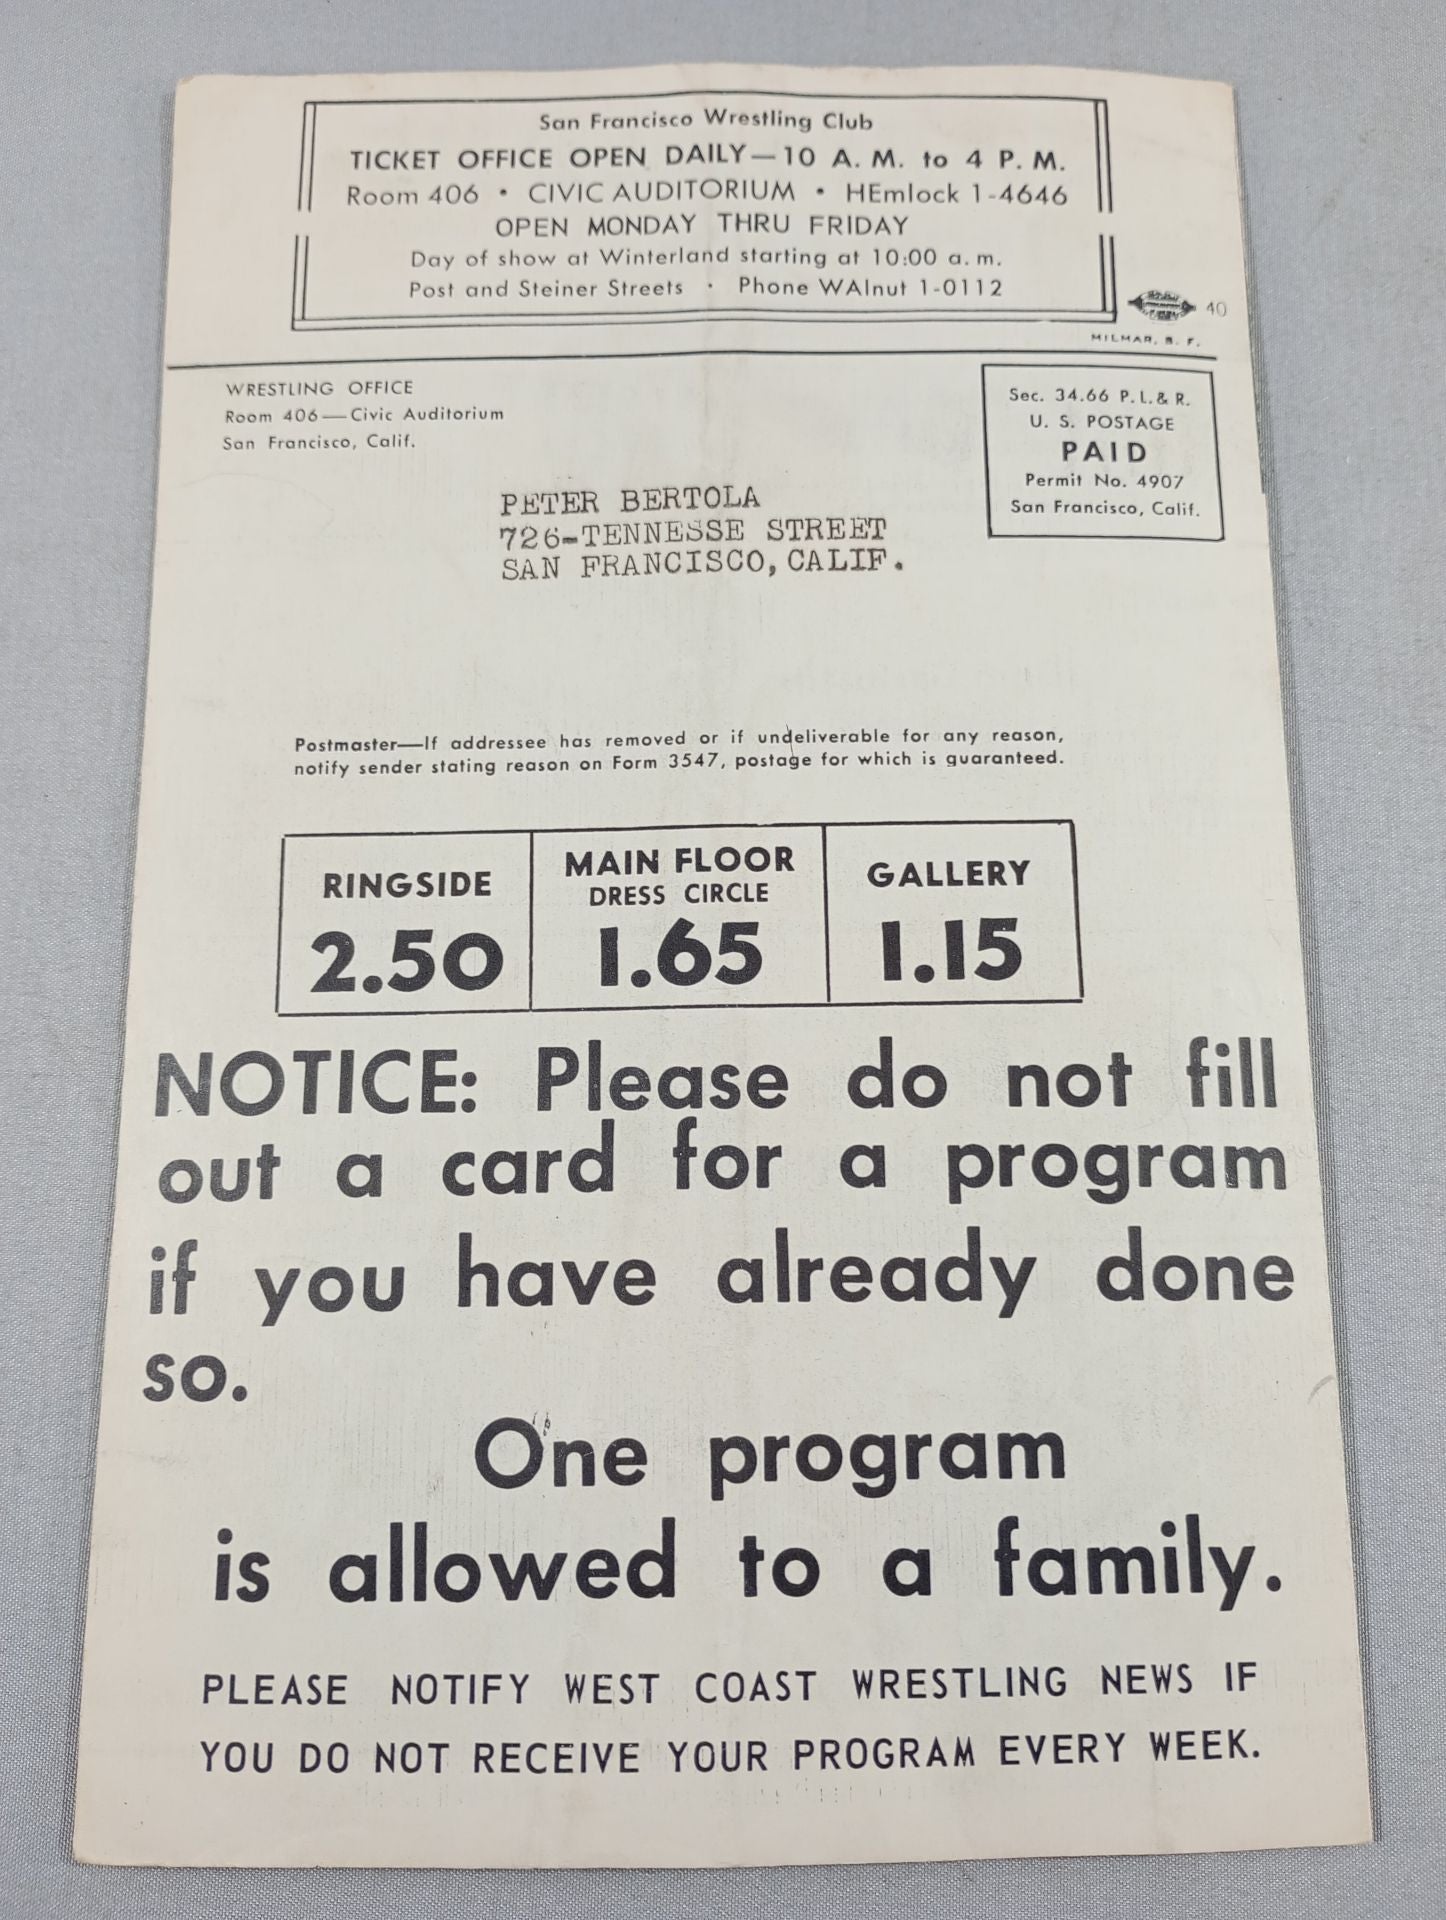 San Francisco Wrestling Club
TICKET OFFICE OPEN DAILY—10 A. M. to 4 P. M.
Room 406 • CIVIC AUDITORIUM • HEmlock 1-4646
OPEN MONDAY THRU FRIDAY
Day of show at Winterland starting at 10:00 a. m.
Post and Steiner Streets · Phone WAlnut 1-0112
40
MILMAR, S. F.
WRESTLING OFFICE
Room 406—Civic Auditorium
San Francisco, Calif.
Sec. 34.66 P. L. & R.
U. S. POSTAGE
PAID
Permit No. 4907
San Francisco, Calif.
PETER BERTOLA
726-TENNESSE STREET
SAN FRANCISCO, CALIF.
Postmaster—If addressee has removed or if undeliverable for any reason,
notify sender stating reason on Form 3547, postage for which is guaranteed.
RINGSIDE
2.50
MAIN FLOOR
DRESS CIRCLE
1.65
GALLERY
1.15
NOTICE: Please do not fill
out a card for a program
if you have already done
so.
One program
is allowed to a family.
PLEASE NOTIFY WEST COAST WRESTLING NEWS IF
YOU DO NOT RECEIVE YOUR PROGRAM EVERY WEEK.